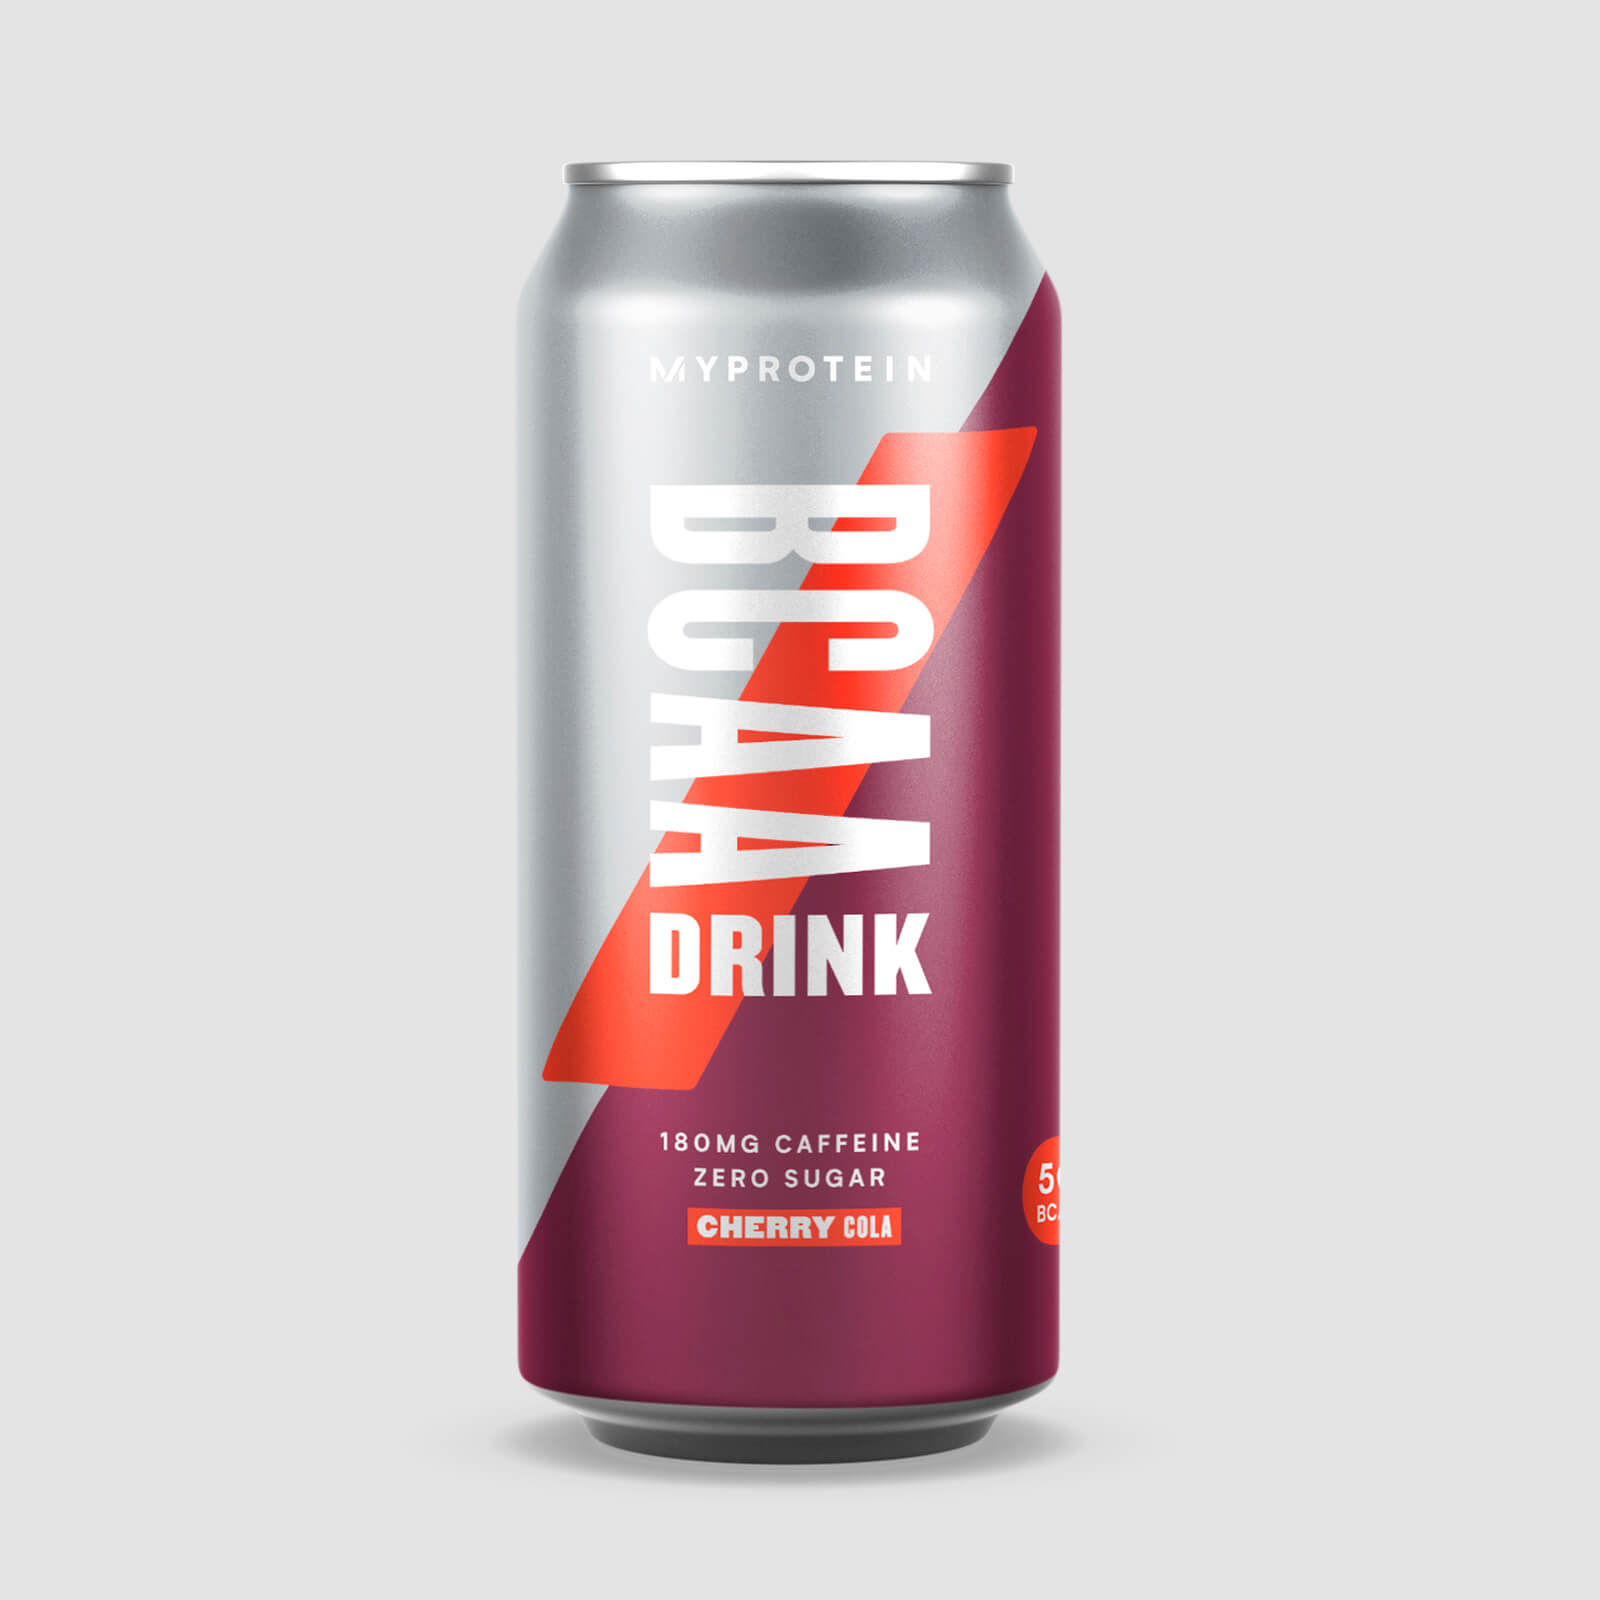 MYPROTEIN
BCAA
DRINK
180MG CAFFEINE
ZERO SUGAR
CHERRY COLA